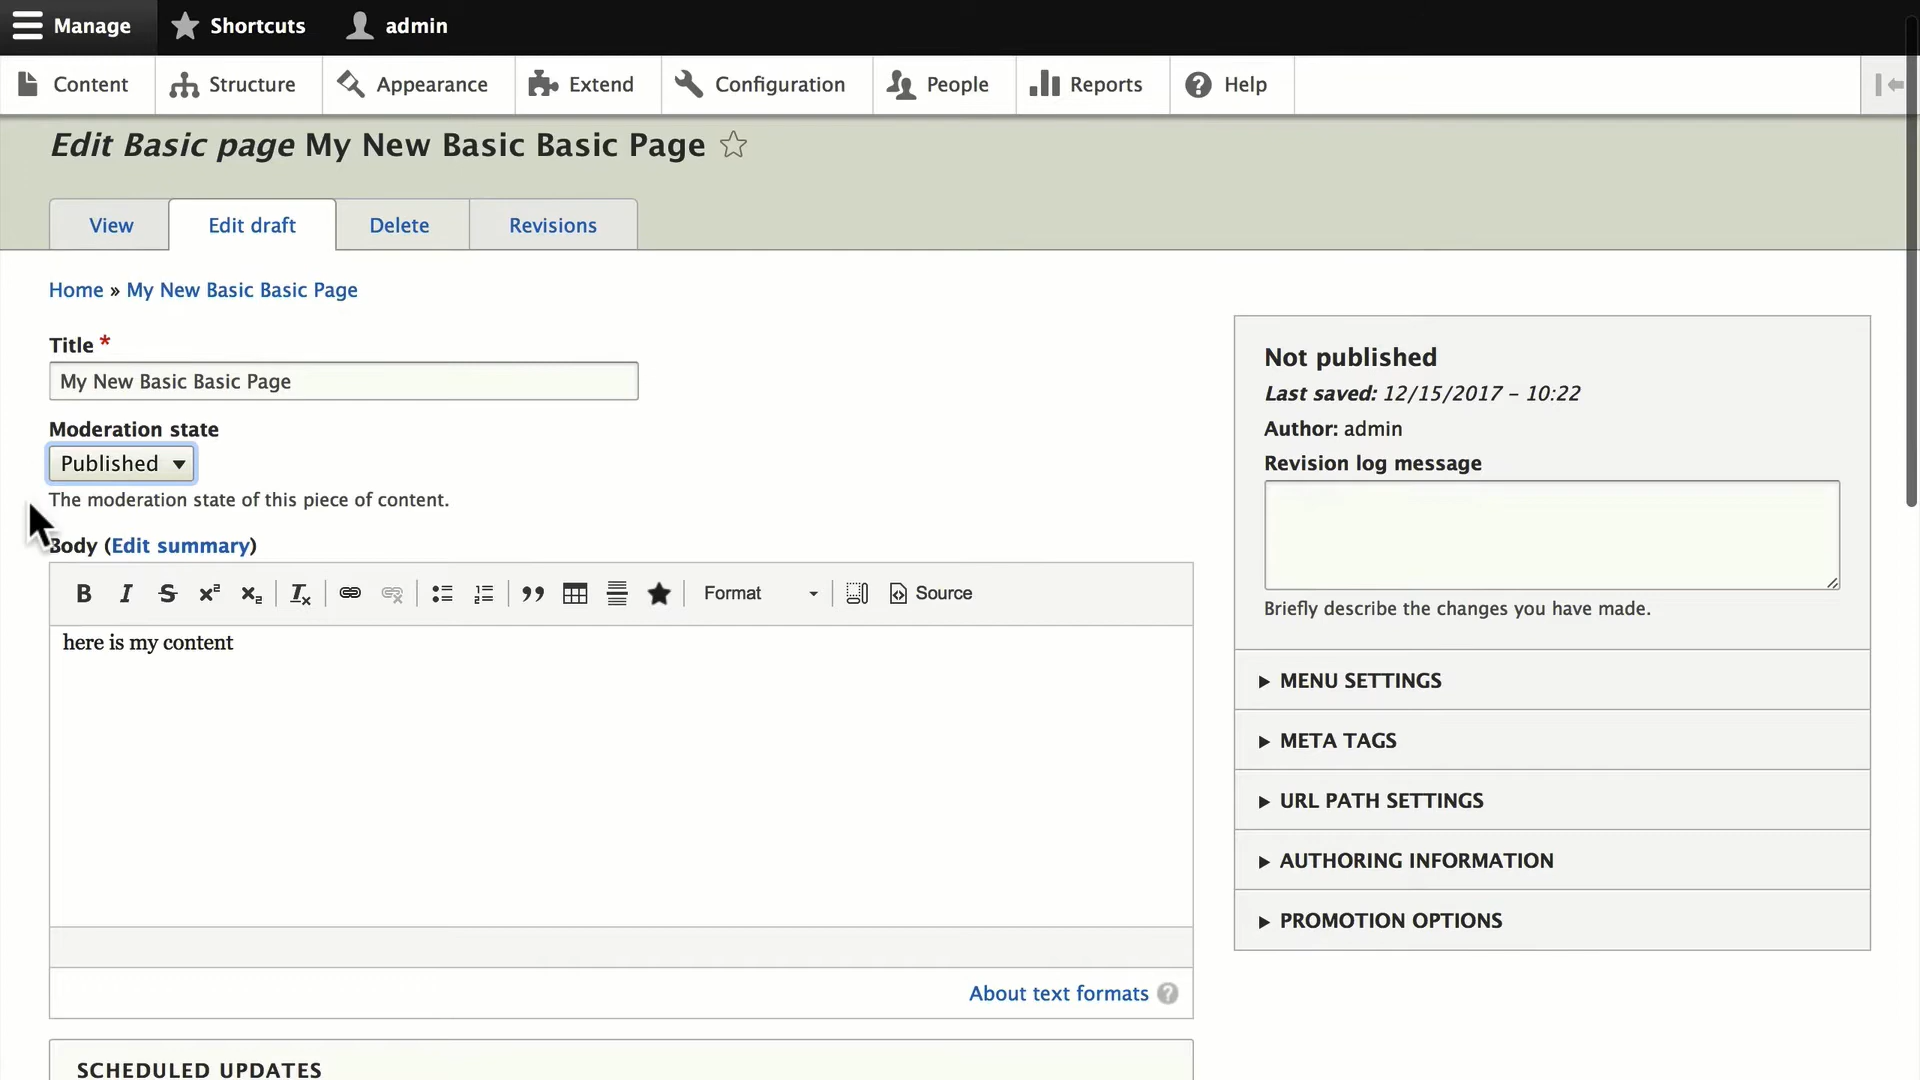 Manage Shortcuts admin
Content Structure Appearance Extend Configuration People Reports Help
Edit Basic page My New Basic Basic Page
View Edit draft Delete Revisions
Home » My New Basic Basic Page
Title *
My New Basic Basic Page
Moderation state
Published
The moderation state of this piece of content.
Body (Edit summary)
Format Source
here is my content
About text formats
SCHEDULED UPDATES
Not published
Last saved: 12/15/2017 – 10:22
Author: admin
Revision log message
Briefly describe the changes you have made.
MENU SETTINGS
META TAGS
URL PATH SETTINGS
AUTHORING INFORMATION
PROMOTION OPTIONS